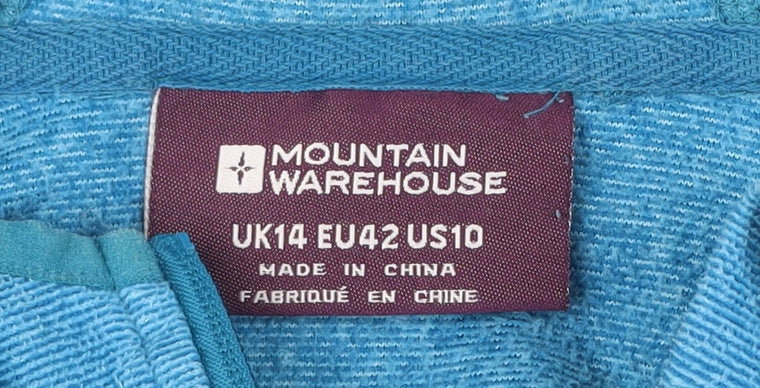 MOUNTAIN
WAREHOUSE
UK14 EU42 US10
MADE IN CHINA
FABRIQUÉ EN CHINE